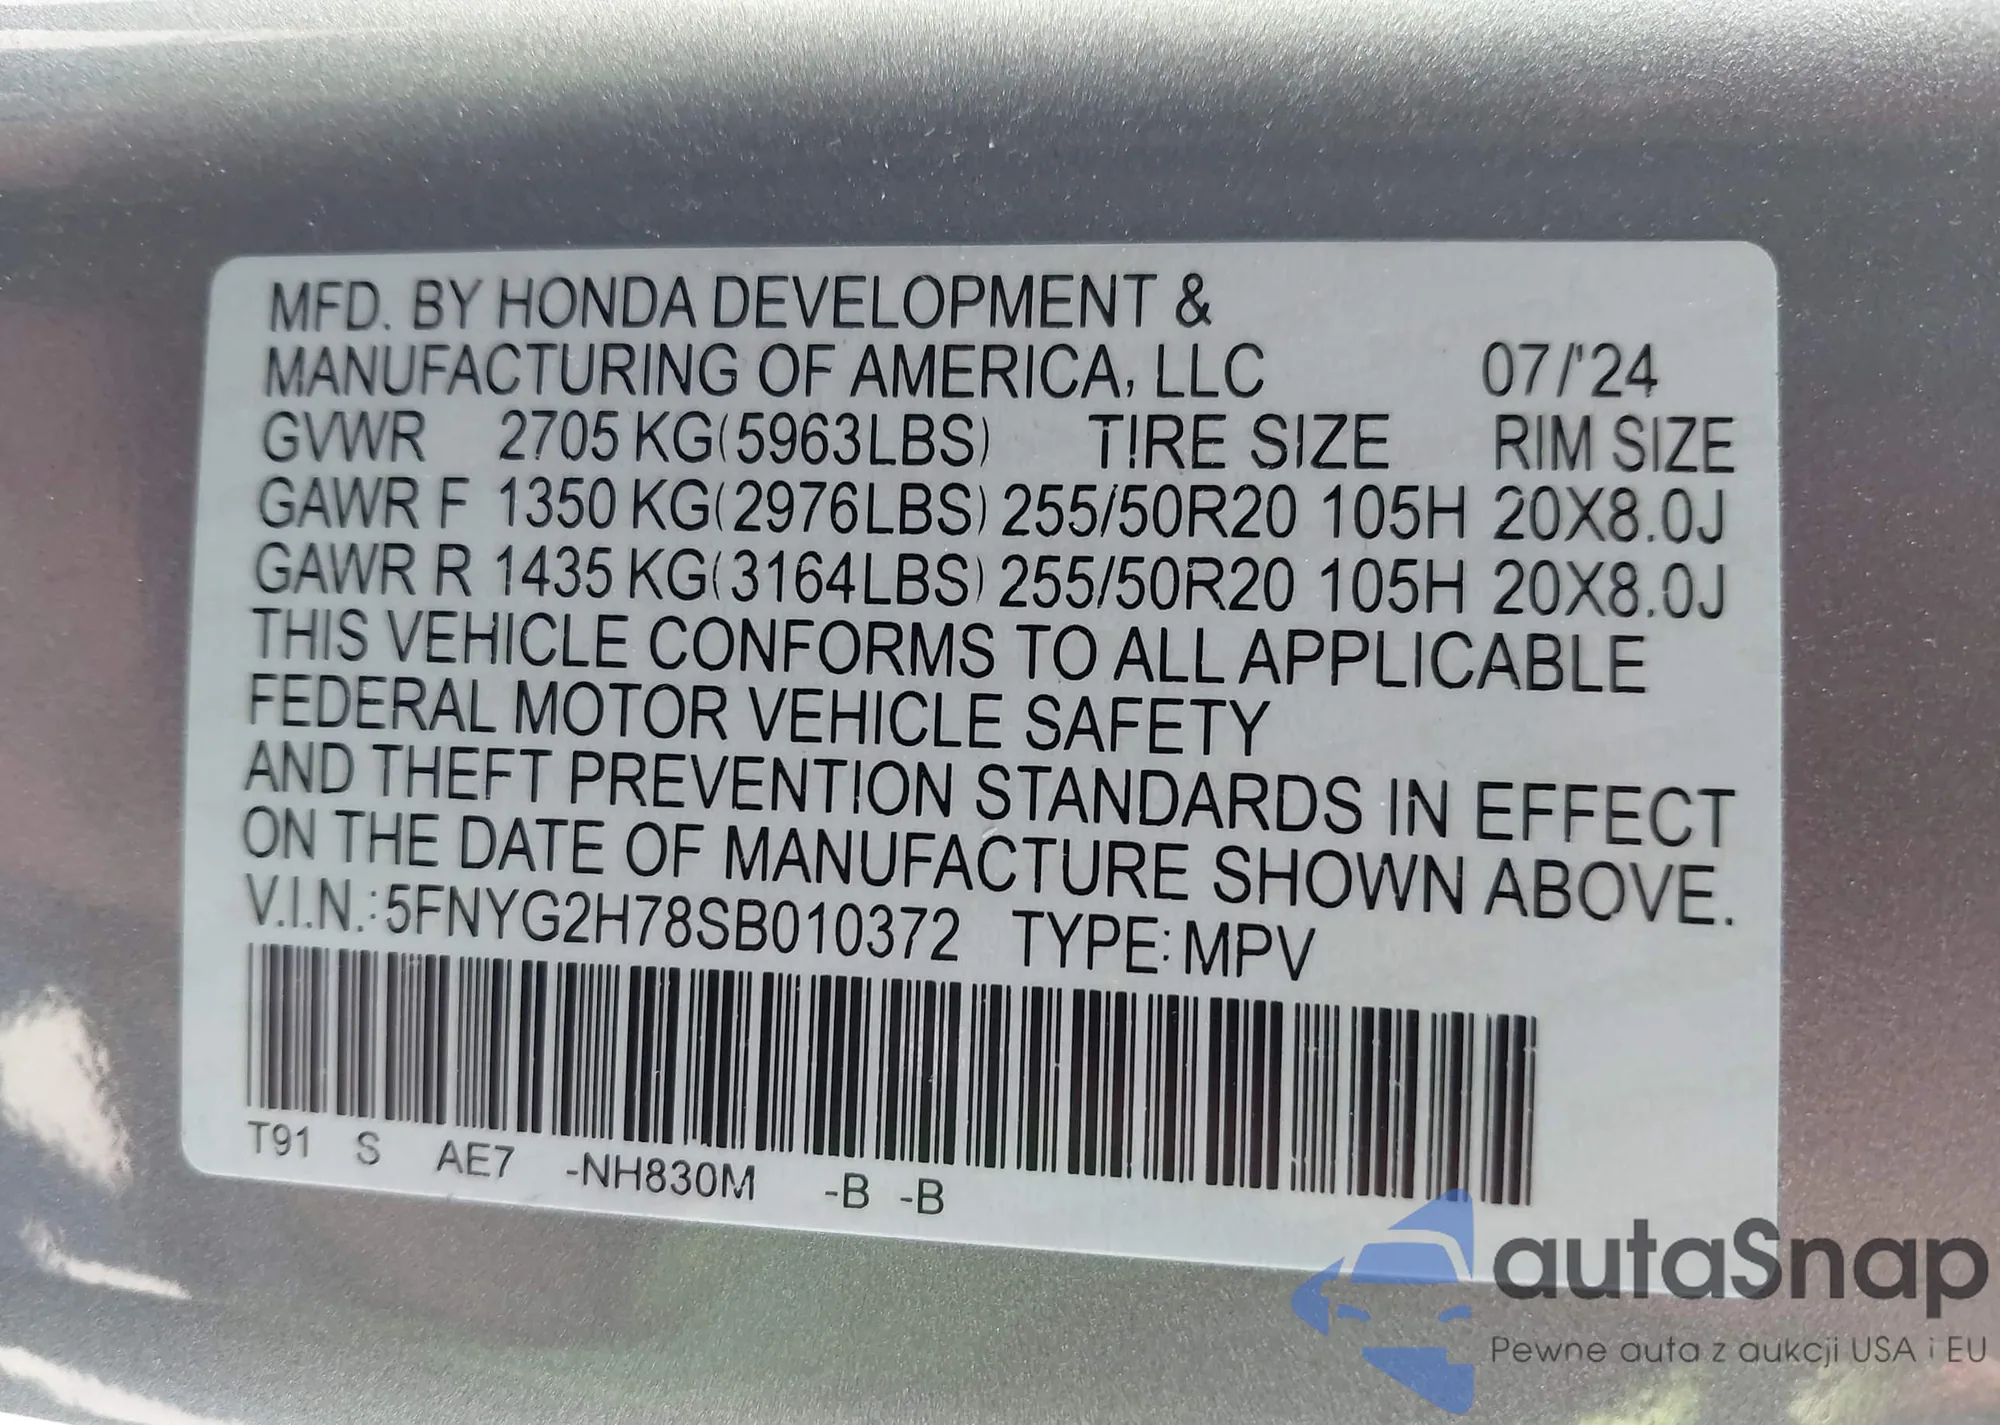 MFD. BY HONDA DEVELOPMENT &
MANUFACTURING OF AMERICA, LLC 07/'24
GVWR 2705 KG(5963LBS) TIRE SIZE RIM SIZE
GAWR F 1350 KG(2976LBS) 255/50R20 105H 20X8.0J
GAWR R 1435 KG(3164LBS) 255/50R20 105H 20X8.0J
THIS VEHICLE CONFORMS TO ALL APPLICABLE
FEDERAL MOTOR VEHICLE SAFETY
AND THEFT PREVENTION STANDARDS IN EFFECT
ON THE DATE OF MANUFACTURE SHOWN ABOVE.
V.I.N.:5FNYG2H78SB010372 TYPE:MPV
T91 S AE7 -NH830M -B -B
autaSnap
Pewne auta z aukcji USA i EU